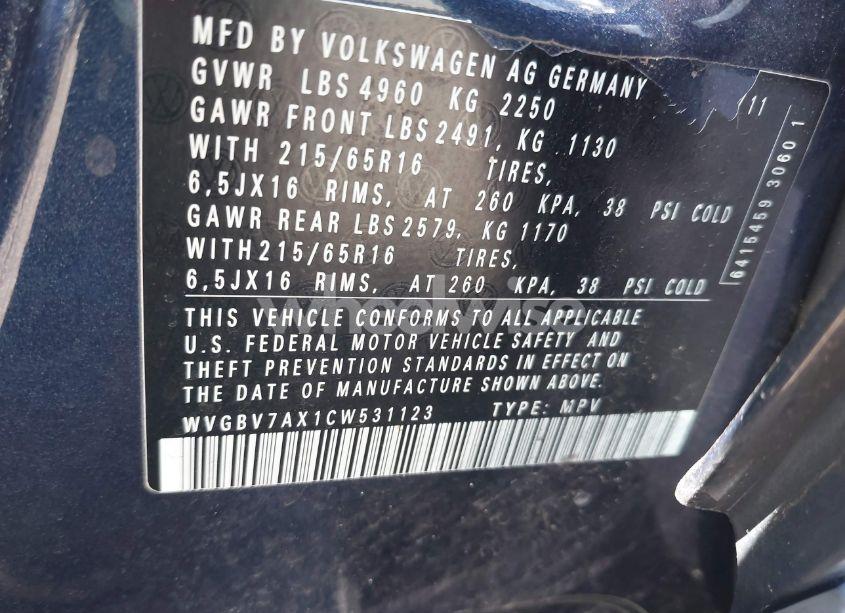 MFD BY VOLKSWAGEN AG GERMANY
GVWR LBS 4960 KG 2250 11
GAWR FRONT LBS 2491, KG 1130
WITH 215/65R16 TIRES,
6,5JX16 RIMS, AT 260 KPA, 38 PSI COLD
GAWR REAR LBS 2579, KG 1170
WITH 215/65R16 TIRES,
6,5JX16 RIMS, AT 260 KPA, 38 PSI COLD
THIS VEHICLE CONFORMS TO ALL APPLICABLE
U.S. FEDERAL MOTOR VEHICLE SAFETY AND
THEFT PREVENTION STANDARDS IN EFFECT ON
THE DATE OF MANUFACTURE SHOWN ABOVE.
WVGBV7AX1CW531123 TYPE: MPV
6415459 3060 1
wheelwise